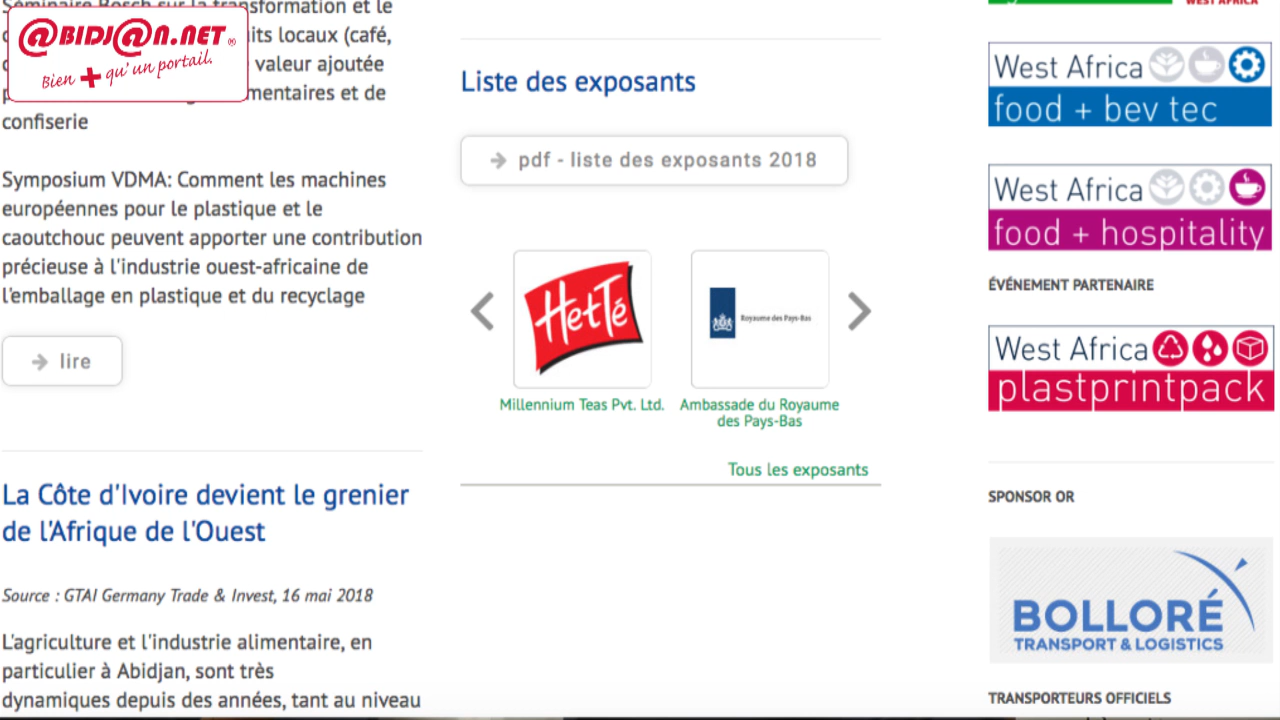 Séminaire Bosch sur la transformation et le
@BIDJ@N.NET®
its locaux (café,
Bien + qu'un portail.
valeur ajoutée
mentaires et de
confiserie
Symposium VDMA: Comment les machines
européennes pour le plastique et le
caoutchouc peuvent apporter une contribution
précieuse à l'industrie ouest-africaine de
l'emballage en plastique et du recyclage
lire
La Côte d'Ivoire devient le grenier
de l'Afrique de l'Ouest
Source : GTAI Germany Trade & Invest, 16 mai 2018
L'agriculture et l'industrie alimentaire, en
particulier à Abidjan, sont très
dynamiques depuis des années, tant au niveau
Liste des exposants
pdf - liste des exposants 2018
HetTé
Millennium Teas Pvt. Ltd.
Royaume des Pays-Bas
Ambassade du Royaume
des Pays-Bas
Tous les exposants
WEST AFRICA
West Africa
food + bev tec
West Africa
food + hospitality
ÉVÉNEMENT PARTENAIRE
West Africa
plastprintpack
SPONSOR OR
BOLLORÉ
TRANSPORT & LOGISTICS
TRANSPORTEURS OFFICIELS